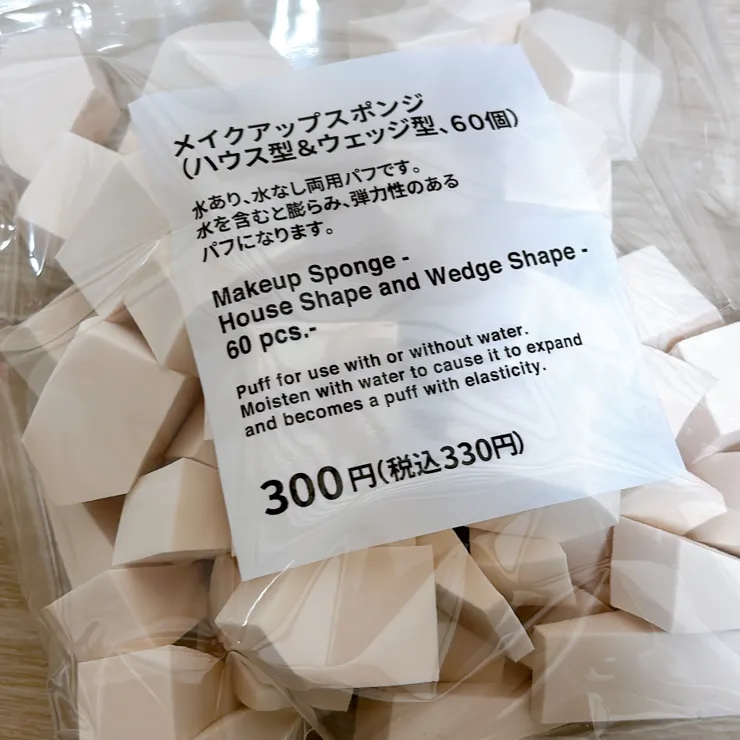 メイクアップスポンジ
(ハウス型&ウェッジ型、60個)
水あり、水なし両用パフです。
水を含むと膨らみ、弾力性のある
パフになります。
Makeup Sponge -
House Shape and Wedge Shape -
60 pcs.-
Puff for use with or without water.
Moisten with water to cause it to expand
and becomes a puff with elasticity.
300円(税込330円)